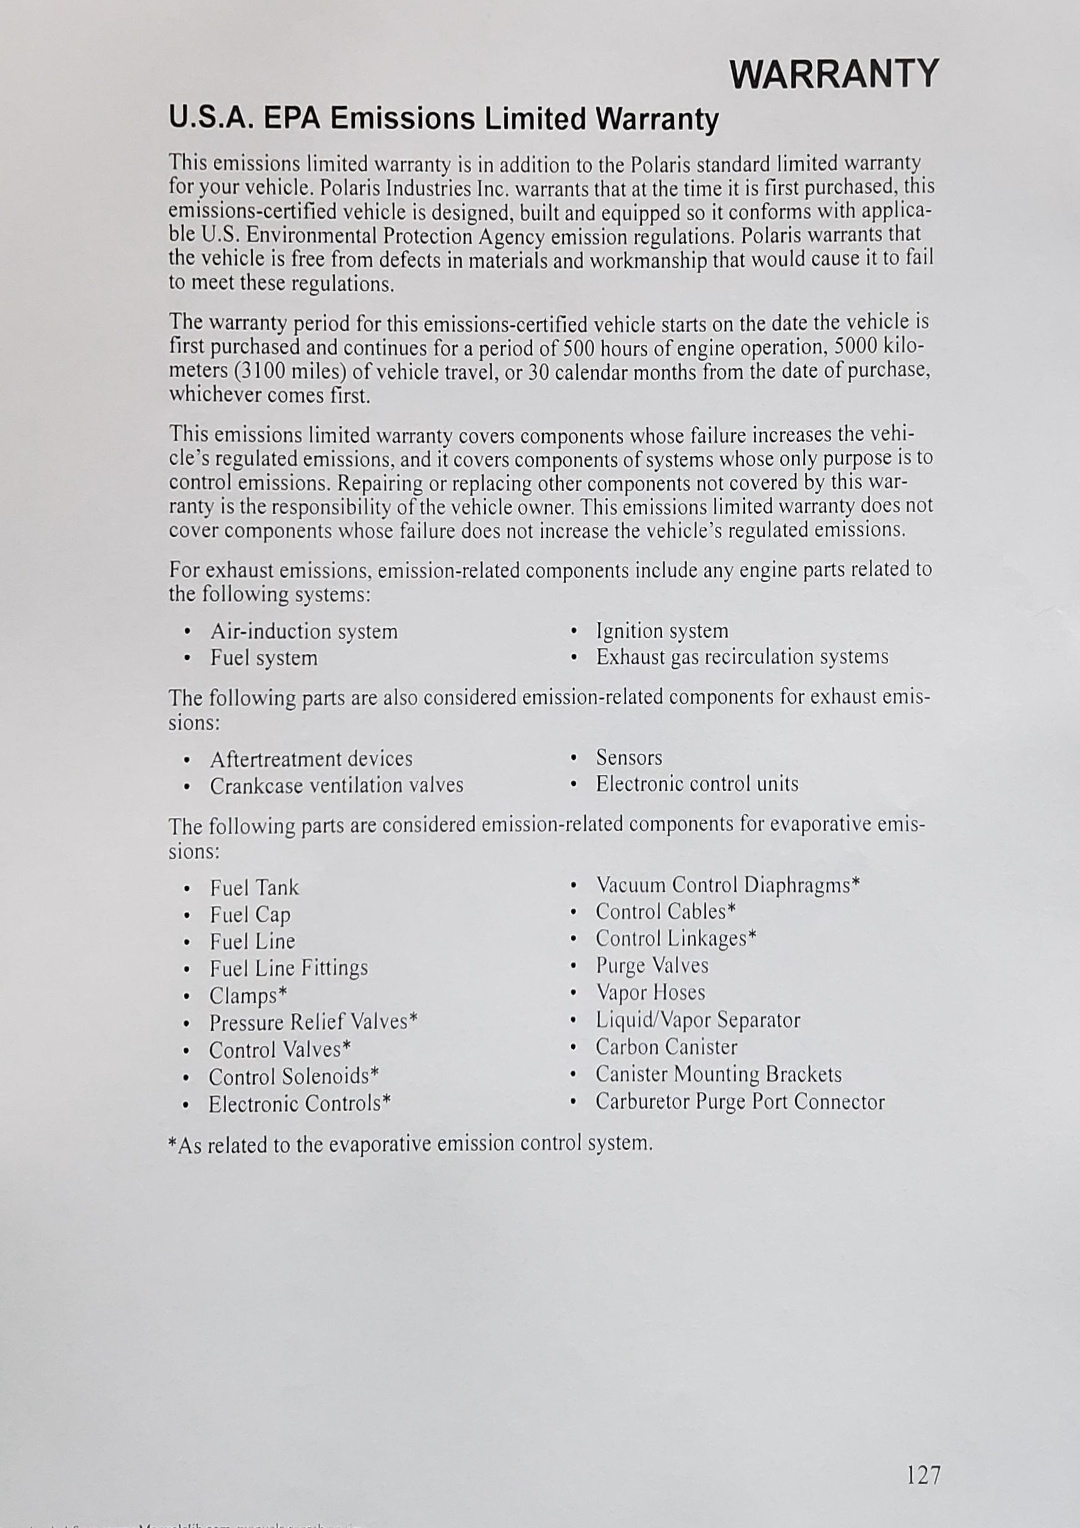 WARRANTY
U.S.A. EPA Emissions Limited Warranty
This emissions limited warranty is in addition to the Polaris standard limited warranty
for your vehicle. Polaris Industries Inc. warrants that at the time it is first purchased, this
emissions-certified vehicle is designed, built and equipped so it conforms with applica-
ble U.S. Environmental Protection Agency emission regulations. Polaris warrants that
the vehicle is free from defects in materials and workmanship that would cause it to fail
to meet these regulations.
The warranty period for this emissions-certified vehicle starts on the date the vehicle is
first purchased and continues for a period of 500 hours of engine operation, 5000 kilo-
meters (3100 miles) of vehicle travel, or 30 calendar months from the date of purchase,
whichever comes first.
This emissions limited warranty covers components whose failure increases the vehi-
cle's regulated emissions, and it covers components of systems whose only purpose is to
control emissions. Repairing or replacing other components not covered by this war-
ranty is the responsibility of the vehicle owner. This emissions limited warranty does not
cover components whose failure does not increase the vehicle's regulated emissions.
For exhaust emissions, emission-related components include any engine parts related to
the following systems:
• Air-induction system
• Fuel system
• Ignition system
• Exhaust gas recirculation systems
The following parts are also considered emission-related components for exhaust emis-
sions:
• Aftertreatment devices
• Crankcase ventilation valves
• Sensors
• Electronic control units
The following parts are considered emission-related components for evaporative emis-
sions:
• Fuel Tank
• Fuel Cap
• Fuel Line
• Fuel Line Fittings
• Clamps*
• Pressure Relief Valves*
• Control Valves*
• Control Solenoids*
• Electronic Controls*
• Vacuum Control Diaphragms*
• Control Cables*
• Control Linkages*
• Purge Valves
• Vapor Hoses
• Liquid/Vapor Separator
• Carbon Canister
• Canister Mounting Brackets
• Carburetor Purge Port Connector
*As related to the evaporative emission control system.
127